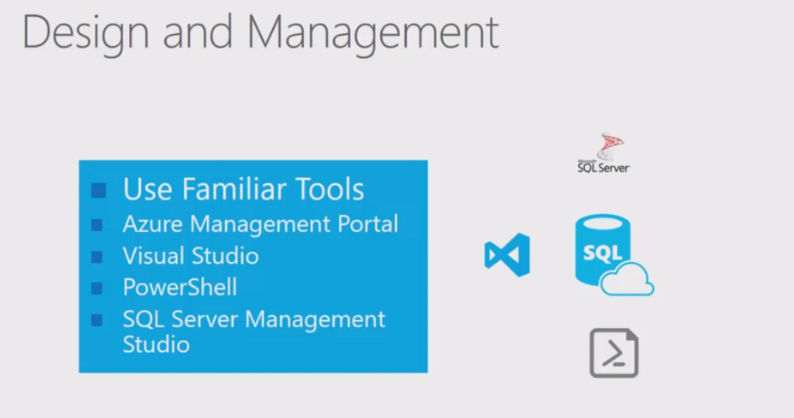 Design and Management
Use Familiar Tools
Azure Management Portal
Visual Studio
PowerShell
SQL Server Management
Studio
Microsoft
SQL Server
SQL